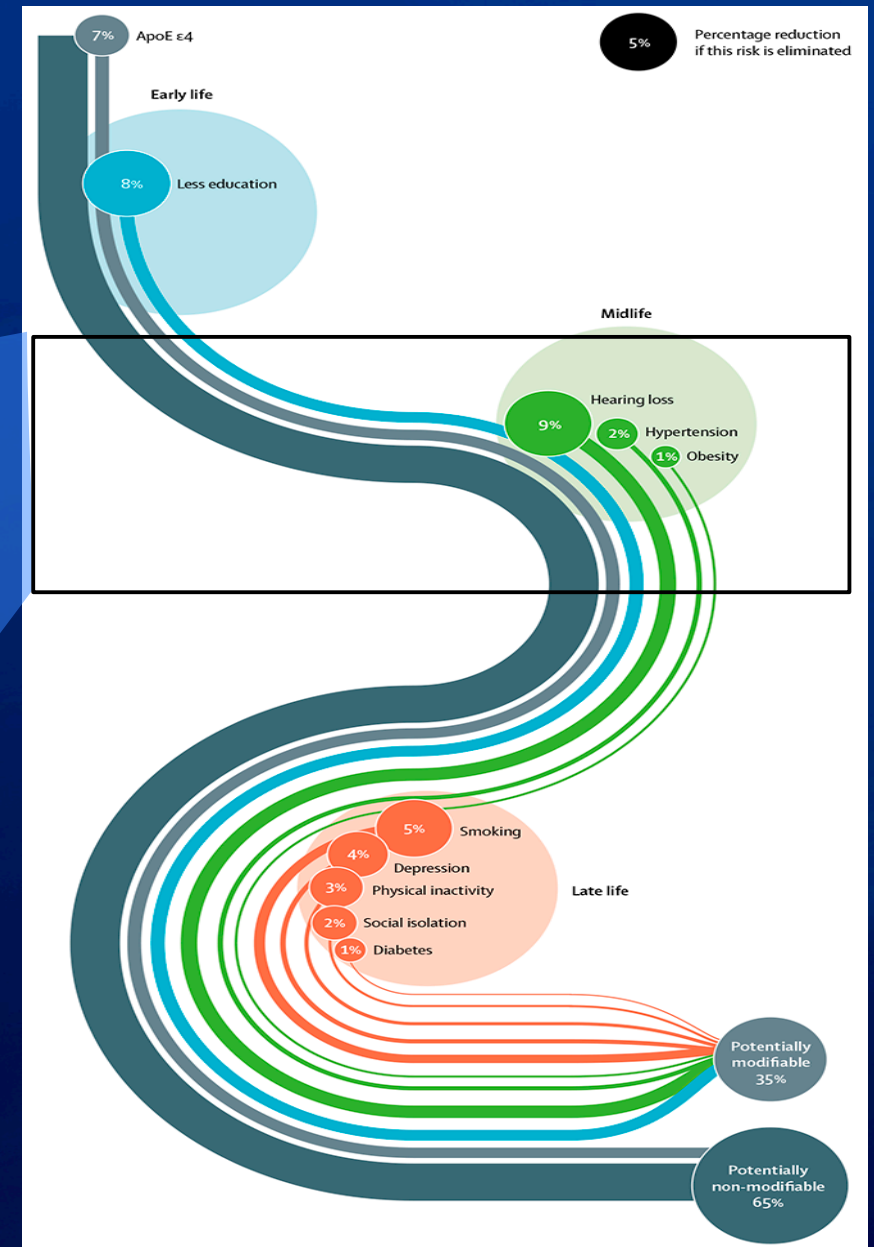 7% ApoE ε4
5%
Percentage reduction
if this risk is eliminated
Early life
8% Less education
Midlife
Hearing loss
9%
2% Hypertension
1% Obesity
5% Smoking
4%
Depression
3% Physical inactivity
Late life
2% Social isolation
1% Diabetes
Potentially
modifiable
35%
Potentially
non-modifiable
65%